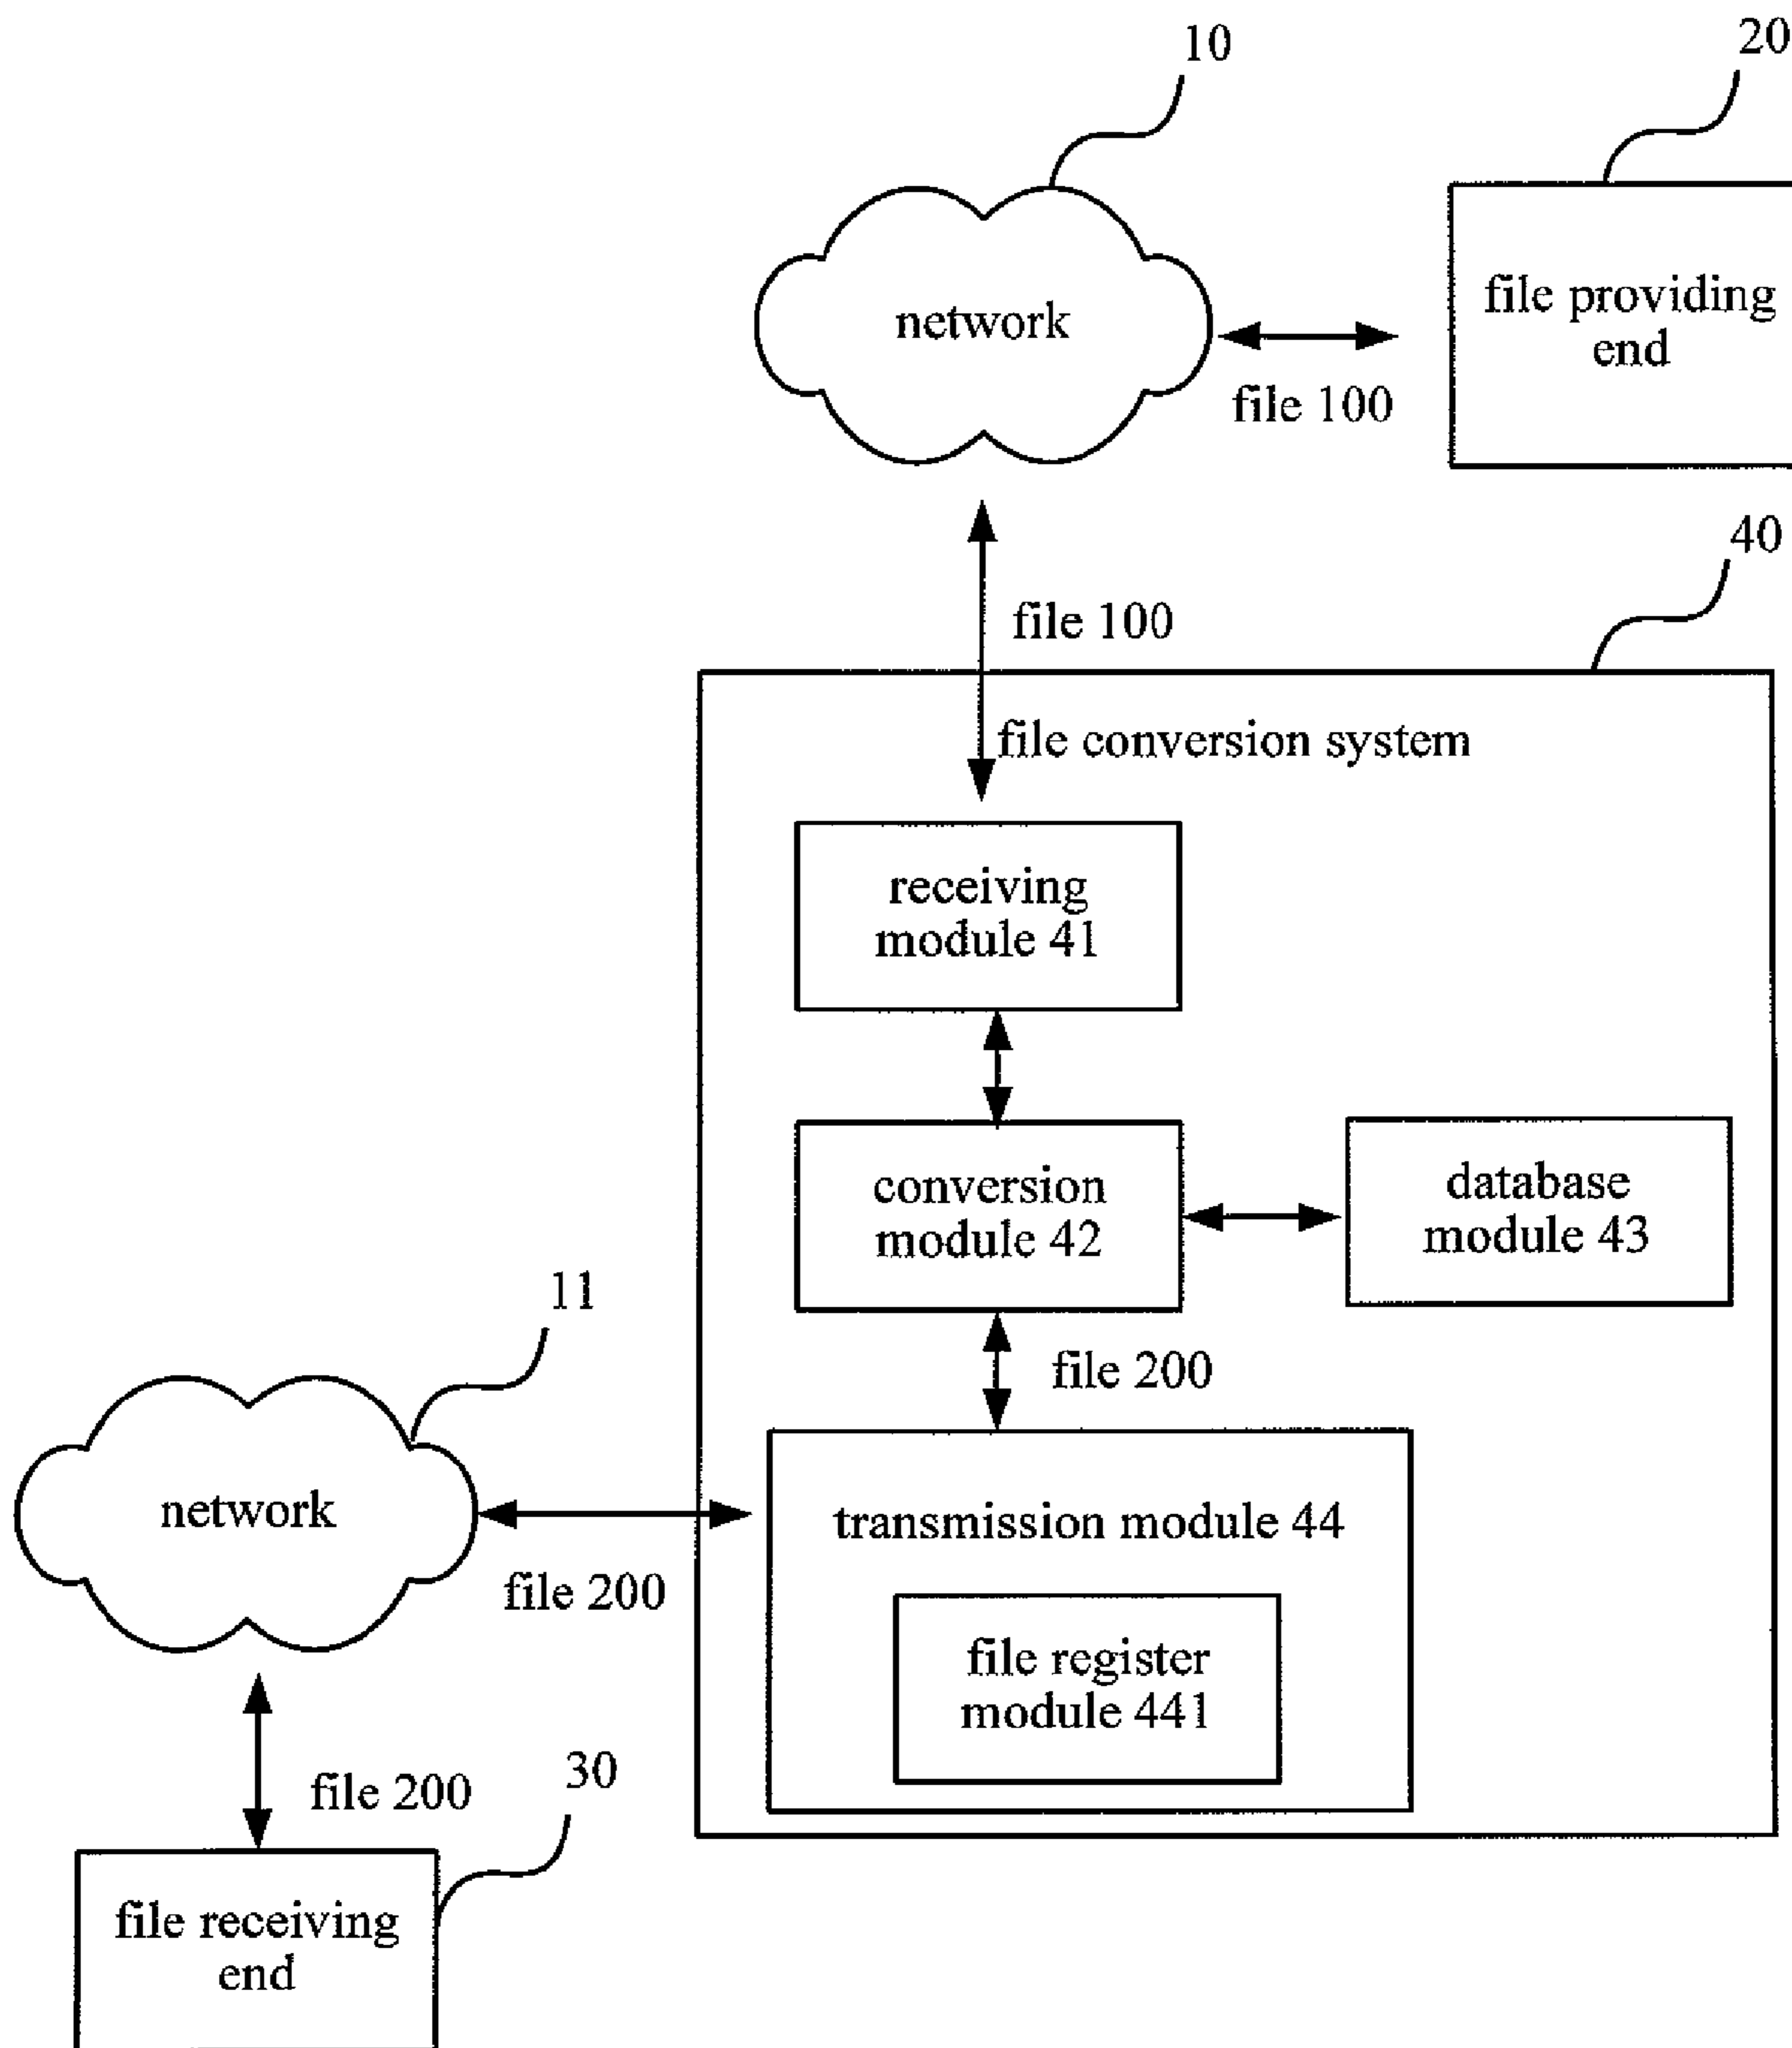 10
20
network
file providing
end
file 100
40
file 100
file conversion system
receiving
module 41
conversion
module 42
database
module 43
11
file 200
network
transmission module 44
file 200
file register
module 441
30
file 200
file receiving
end